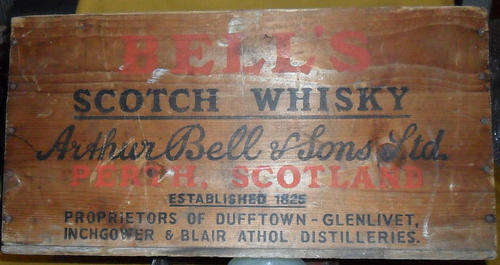 BELL'S
SCOTCH WHISKY
Arthur Bell & Sons Ltd.
PERTH, SCOTLAND
ESTABLISHED 1825
PROPRIETORS OF DUFFTOWN-GLENLIVET,
INCHGOWER & BLAIR ATHOL DISTILLERIES.